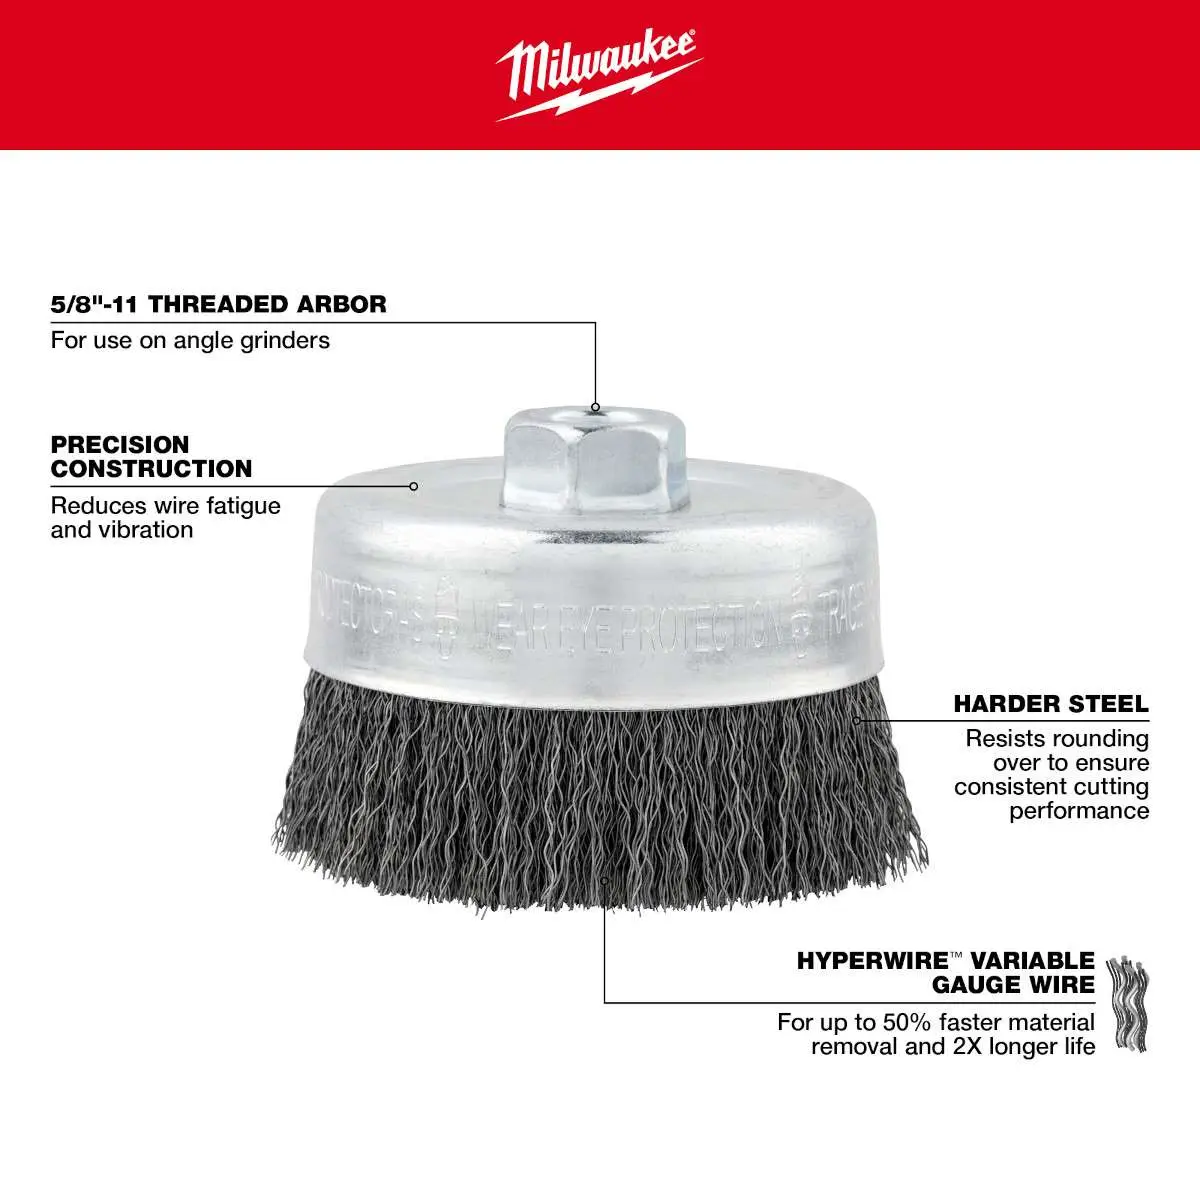 Milwaukee®
5/8"-11 THREADED ARBOR
For use on angle grinders
PRECISION
CONSTRUCTION
Reduces wire fatigue
and vibration
WEAR EYE PROTECTION
HARDER STEEL
Resists rounding
over to ensure
consistent cutting
performance
HYPERWIRE™ VARIABLE
GAUGE WIRE
For up to 50% faster material
removal and 2X longer life